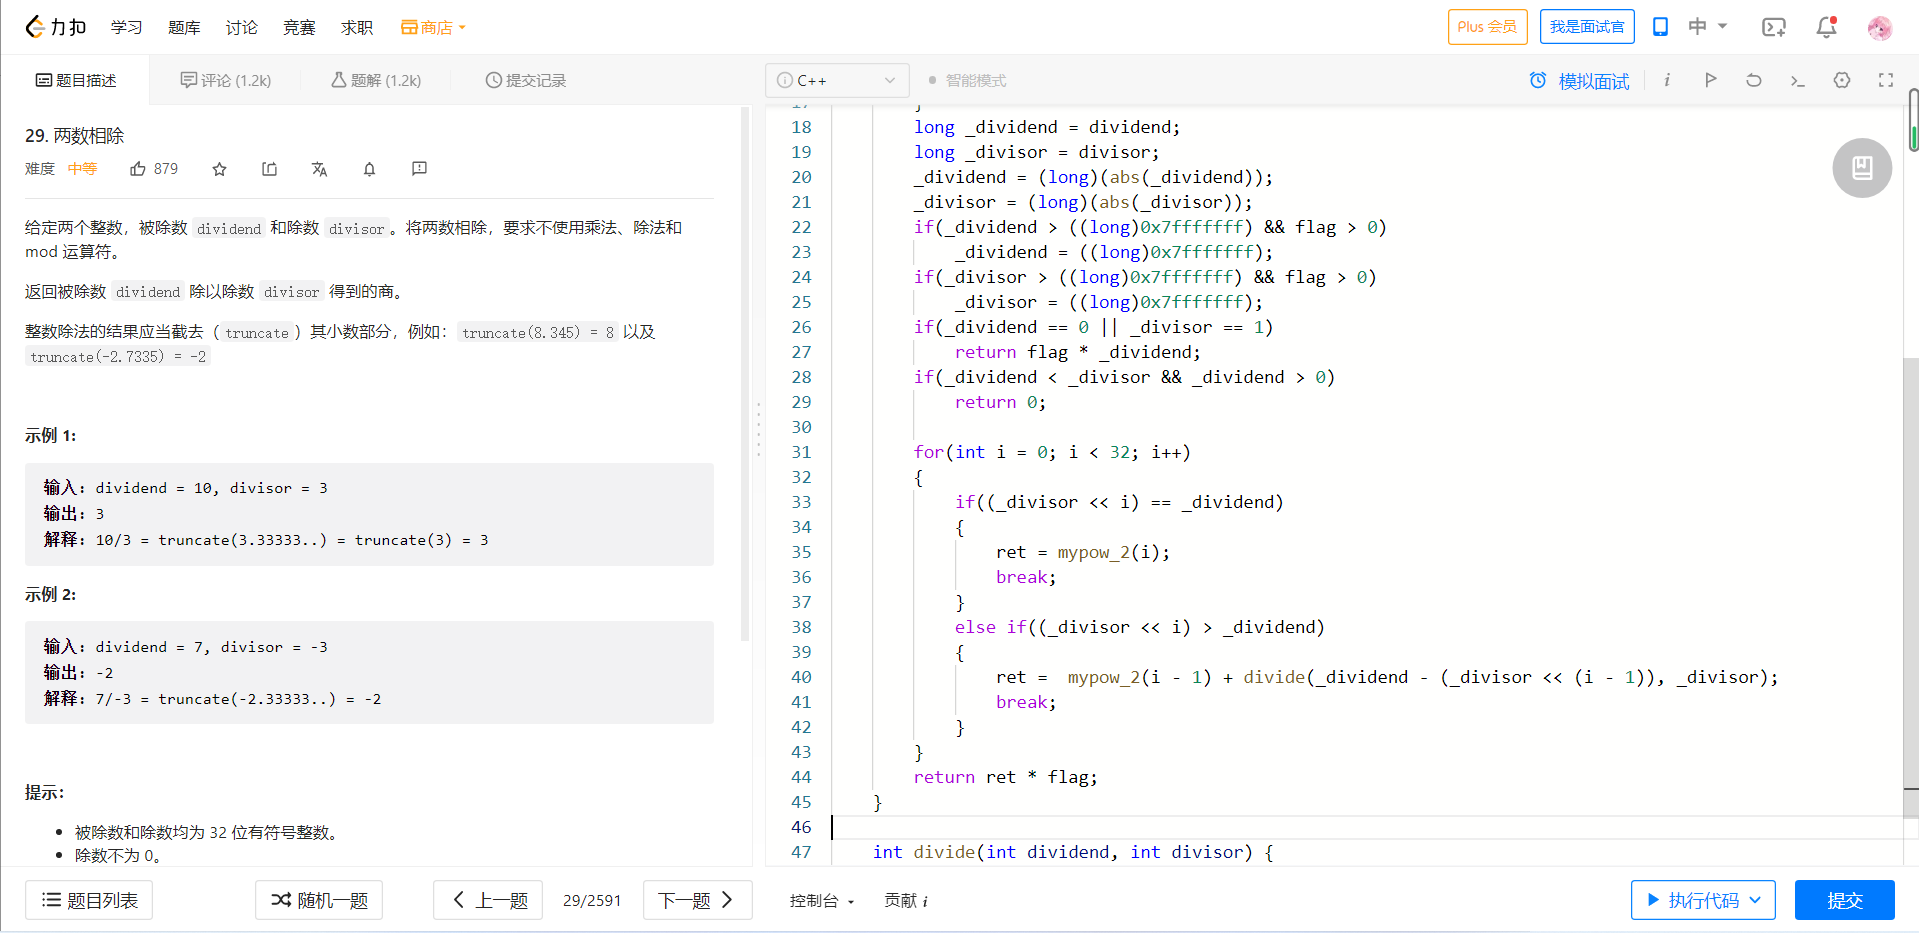 力扣 学习 题库 讨论 竞赛 求职 商店 Plus 会员 我是面试官 中
题目描述 评论 (1.2k) 题解 (1.2k) 提交记录
29. 两数相除
难度 中等 879
给定两个整数，被除数 dividend 和除数 divisor。将两数相除，要求不使用乘法、除法和
mod 运算符。
返回被除数 dividend 除以除数 divisor 得到的商。
整数除法的结果应当截去（truncate）其小数部分，例如：truncate(8.345) = 8 以及
truncate(-2.7335) = -2
示例 1:
输入: dividend = 10, divisor = 3
输出: 3
解释: 10/3 = truncate(3.33333..) = truncate(3) = 3
示例 2:
输入: dividend = 7, divisor = -3
输出: -2
解释: 7/-3 = truncate(-2.33333..) = -2
提示：
• 被除数和除数均为 32 位有符号整数。
• 除数不为 0。
题目列表 随机一题 上一题 29/2591 下一题
C++ 智能模式 模拟面试
17 }
18 long _dividend = dividend;
19 long _divisor = divisor;
20 _dividend = (long)(abs(_dividend));
21 _divisor = (long)(abs(_divisor));
22 if(_dividend > ((long)0x7fffffff) && flag > 0)
23 _dividend = ((long)0x7fffffff);
24 if(_divisor > ((long)0x7fffffff) && flag > 0)
25 _divisor = ((long)0x7fffffff);
26 if(_dividend == 0 || _divisor == 1)
27 return flag * _dividend;
28 if(_dividend < _divisor && _dividend > 0)
29 return 0;
30
31 for(int i = 0; i < 32; i++)
32 {
33 if((_divisor << i) == _dividend)
34 {
35 ret = mypow_2(i);
36 break;
37 }
38 else if((_divisor << i) > _dividend)
39 {
40 ret =  mypow_2(i - 1) + divide(_dividend - (_divisor << (i - 1)), _divisor);
41 break;
42 }
43 }
44 return ret * flag;
45 }
46
47 int divide(int dividend, int divisor) {
控制台 贡献 i 执行代码 提交